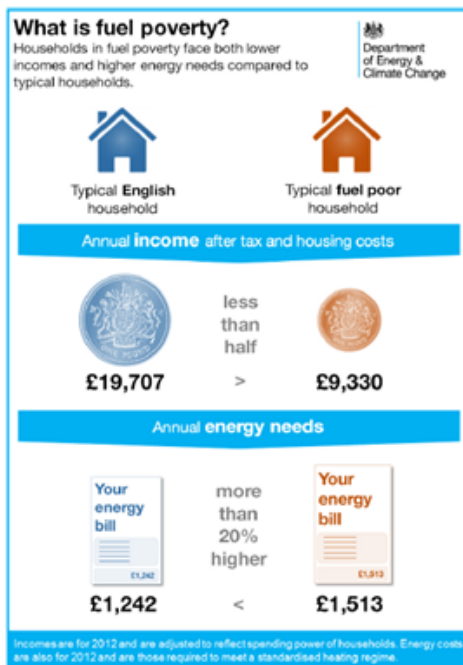 What is fuel poverty?
Households in fuel poverty face both lower
incomes and higher energy needs compared to
typical households.
Department
of Energy &
Climate Change
Typical English
household
Typical fuel poor
household
Annual income after tax and housing costs
ONE POUND
less
than
half
£19,707
>
£9,330
Annual energy needs
Your
energy
bill
£1,242
more
than
20%
higher
Your
energy
bill
£1,513
£1,242
<
£1,513
Incomes are for 2012 and are adjusted to reflect spending power of households. Energy costs
are also for 2012 and are those required to meet a standardised heating regime.